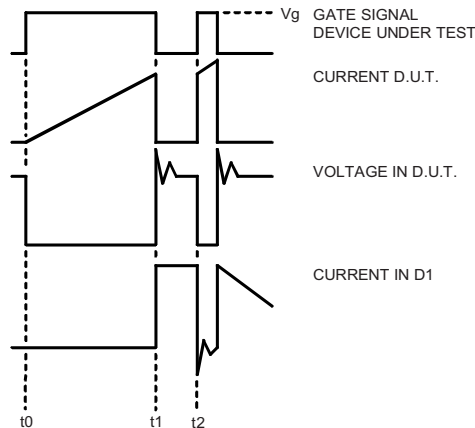 Vg GATE SIGNAL
DEVICE UNDER TEST
CURRENT D.U.T.
VOLTAGE IN D.U.T.
CURRENT IN D1
t0 t1 t2